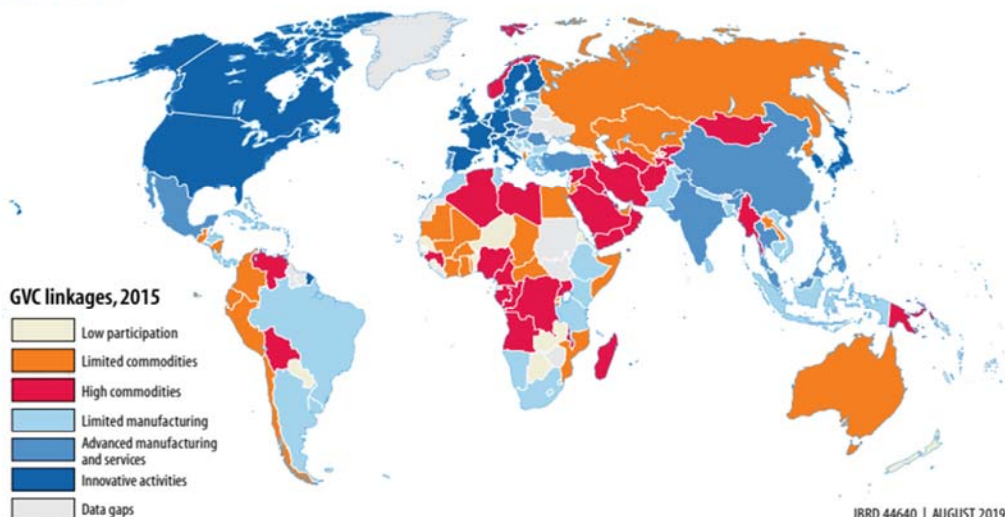 GVC linkages, 2015
Low participation
Limited commodities
High commodities
Limited manufacturing
Advanced manufacturing
and services
Innovative activities
Data gaps
IBRD 44640 | AUGUST 2019